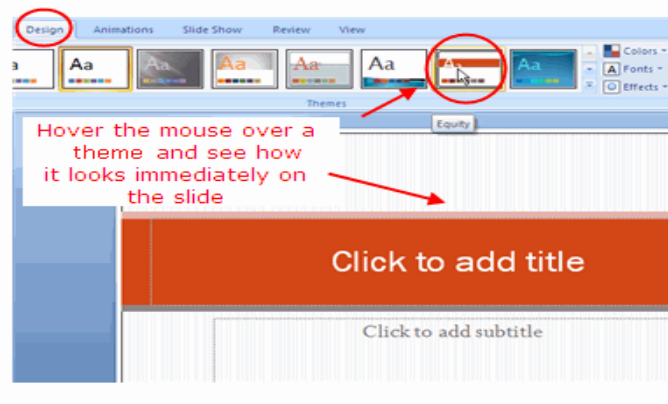 Design Animations Slide Show Review View
a Aa Aa Aa Aa Aa A Aa
Colors
A Fonts
Effects
Themes
Equity
Hover the mouse over a
theme and see how
it looks immediately on
the slide
Click to add title
Click to add subtitle